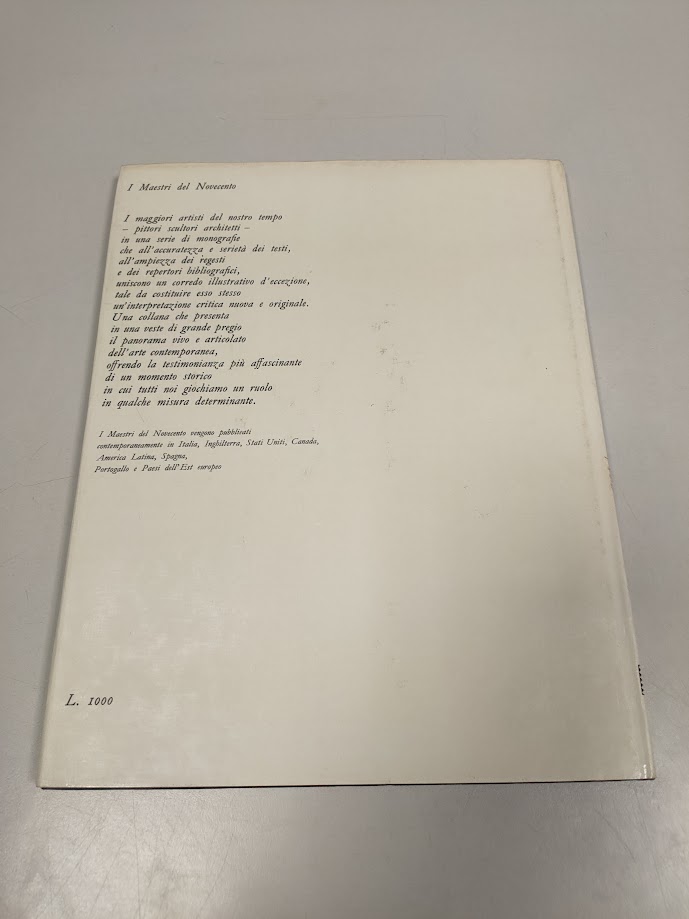 I Maestri del Novecento
I maggiori artisti del nostro tempo
– pittori scultori architetti –
in una serie di monografie
che all'accuratezza e serietà dei testi,
all'ampiezza dei regesti
e dei repertori bibliografici,
uniscono un corredo illustrativo d'eccezione,
tale da costituire esso stesso
un'interpretazione critica nuova e originale.
Una collana che presenta
in una veste di grande pregio
il panorama vivo e articolato
dell'arte contemporanea,
offrendo la testimonianza più affascinante
di un momento storico
in cui tutti noi giochiamo un ruolo
in qualche misura determinante.
I Maestri del Novecento vengono pubblicati
contemporaneamente in Italia, Inghilterra, Stati Uniti, Canada,
America Latina, Spagna,
Portogallo e Paesi dell'Est europeo
L. 1000